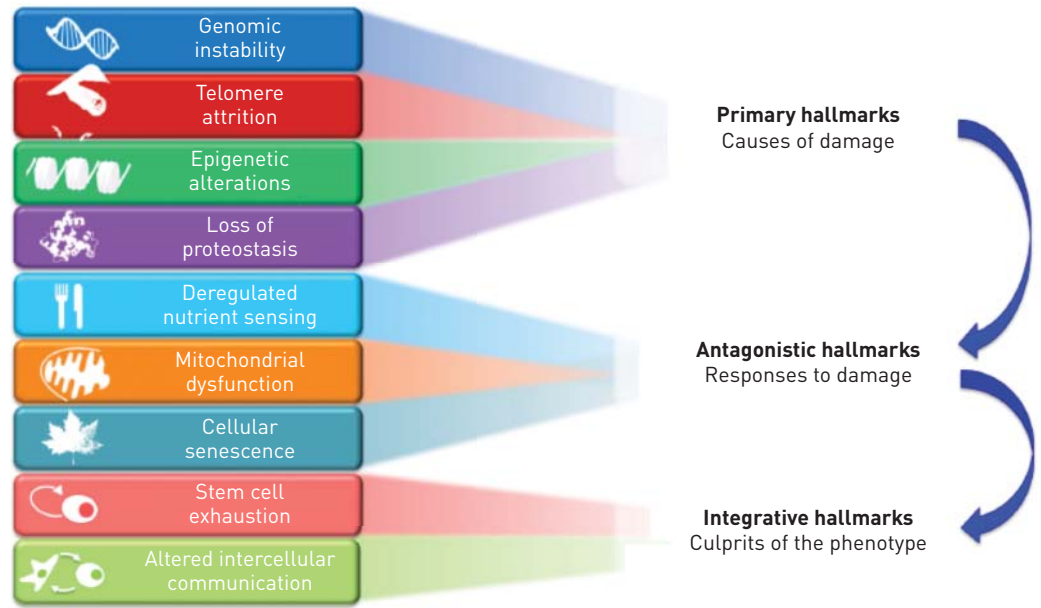 Genomic
instability
Telomere
attrition
Epigenetic
alterations
Loss of
proteostasis
Deregulated
nutrient sensing
Mitochondrial
dysfunction
Cellular
senescence
Stem cell
exhaustion
Altered intercellular
communication
Primary hallmarks
Causes of damage
Antagonistic hallmarks
Responses to damage
Integrative hallmarks
Culprits of the phenotype